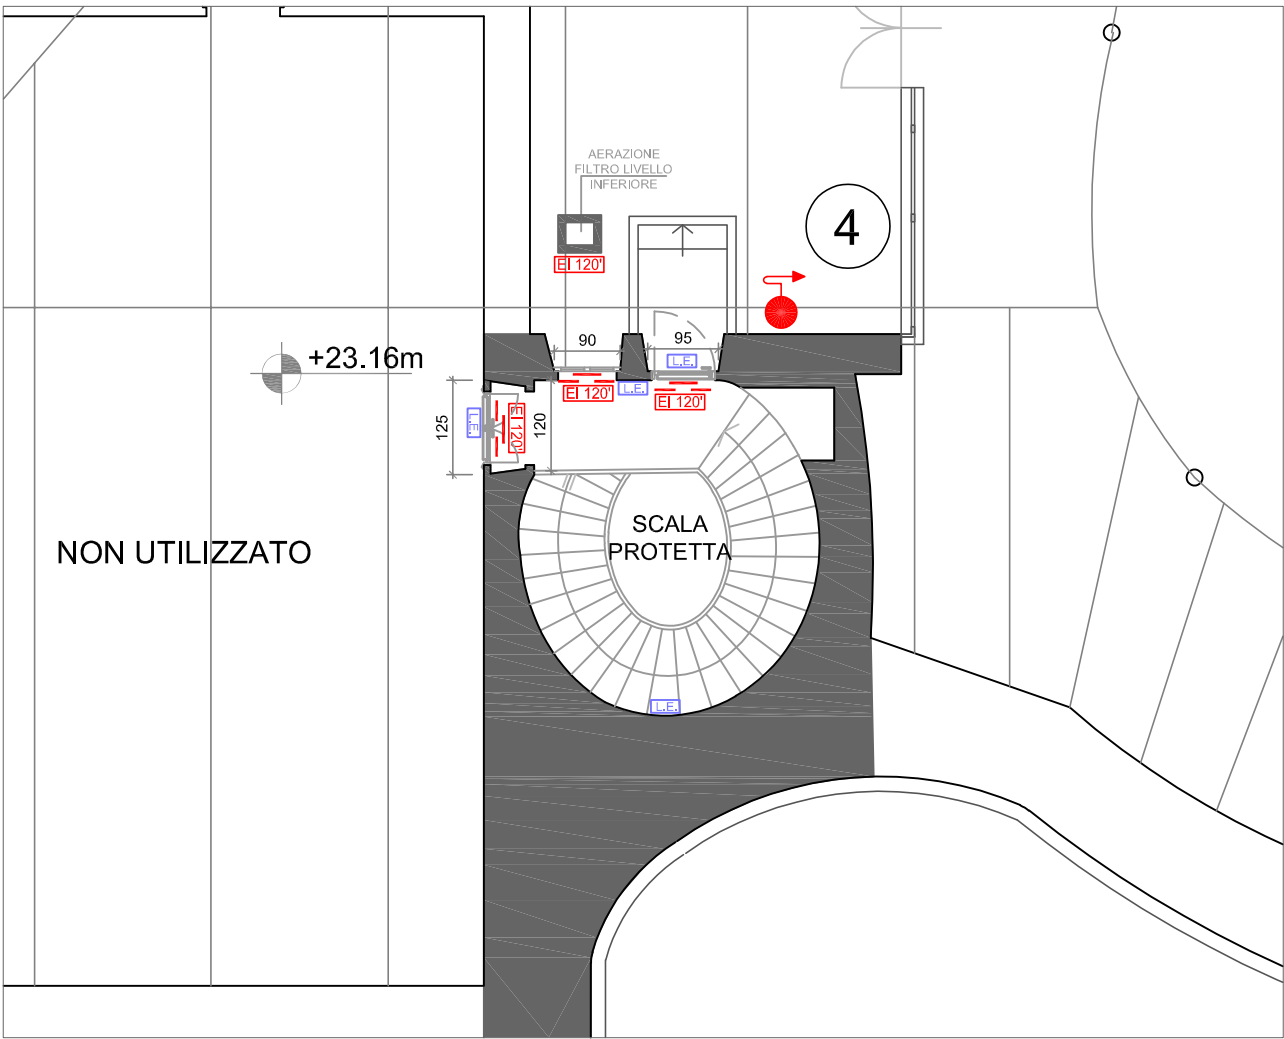 AERAZIONE
FILTRO LIVELLO
INFERIORE
4
EI 120'
+23.16m
90
95
L.E.
EI 120'
L.E.
EI 120'
125
L.E.
EI 120'
120
SCALA
PROTETTA
NON UTILIZZATO
L.E.